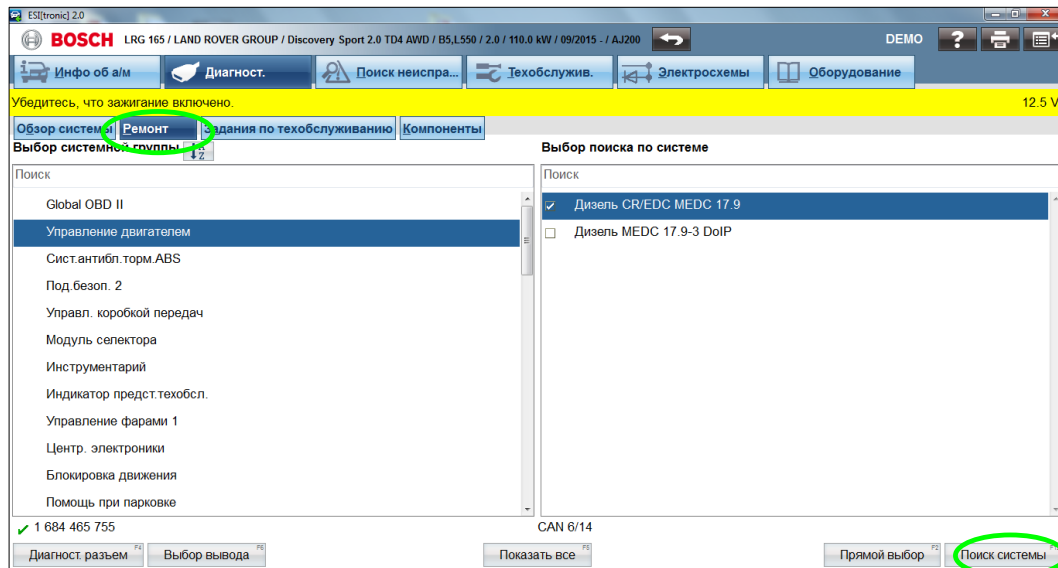 ESI[tronic] 2.0
BOSCH LRG 165 / LAND ROVER GROUP / Discovery Sport 2.0 TD4 AWD / B5,L550 / 2.0 / 110.0 kW / 09/2015 - / AJ200 DEMO ?
Инфо об а/м Диагност. Поиск неиспра... Техобслужив. Электросхемы Оборудование
Убедитесь, что зажигание включено. 12.5 V
Обзор системы Ремонт Задания по техобслуживанию Компоненты
Выбор системной группы Выбор поиска по системе
Поиск Поиск
Global OBD II Дизель CR/EDC MEDC 17.9
Управление двигателем Дизель MEDC 17.9-3 DoIP
Сист.антибл.торм.ABS
Под.безоп. 2
Управл. коробкой передач
Модуль селектора
Инструментарий
Индикатор предст.техобсл.
Управление фарами 1
Центр. электроники
Блокировка движения
Помощь при парковке
1 684 465 755 CAN 6/14
Диагност. разъем F4 Выбор вывода Показать все Прямой выбор F2 Поиск системы